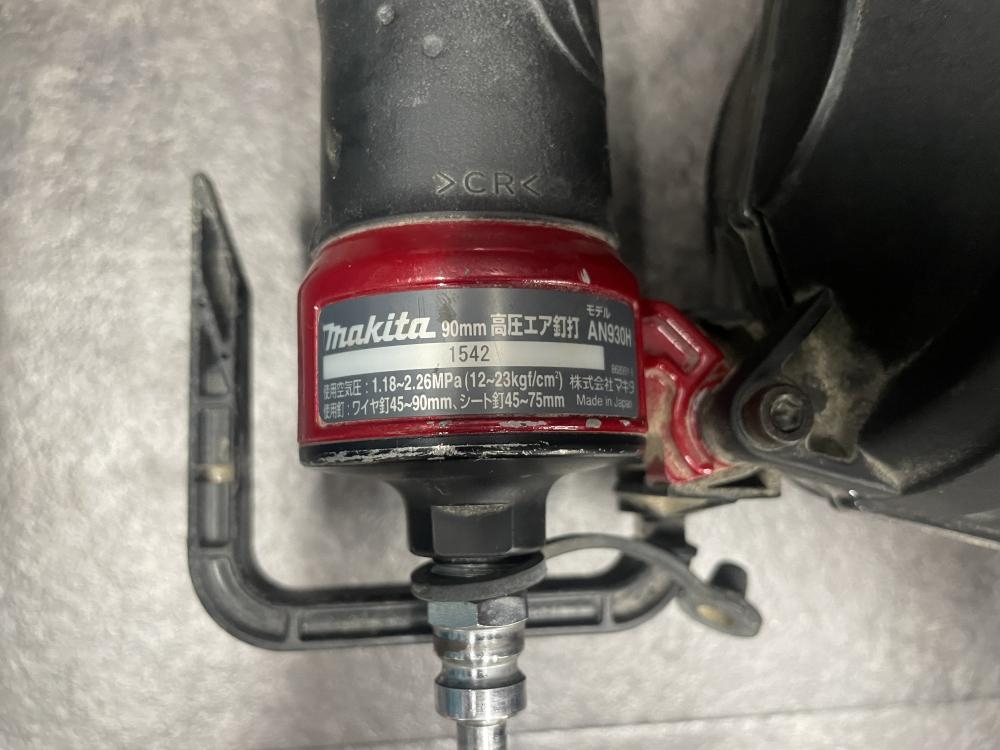 >CR<
makita 90mm 高圧エア釘打 モデル AN930H
1542
使用空気圧：1.18~2.26MPa(12~23kgf/cm²) 株式会社マキタ
使用釘：ワイヤ釘45~90mm、シート釘45~75mm Made in Japan